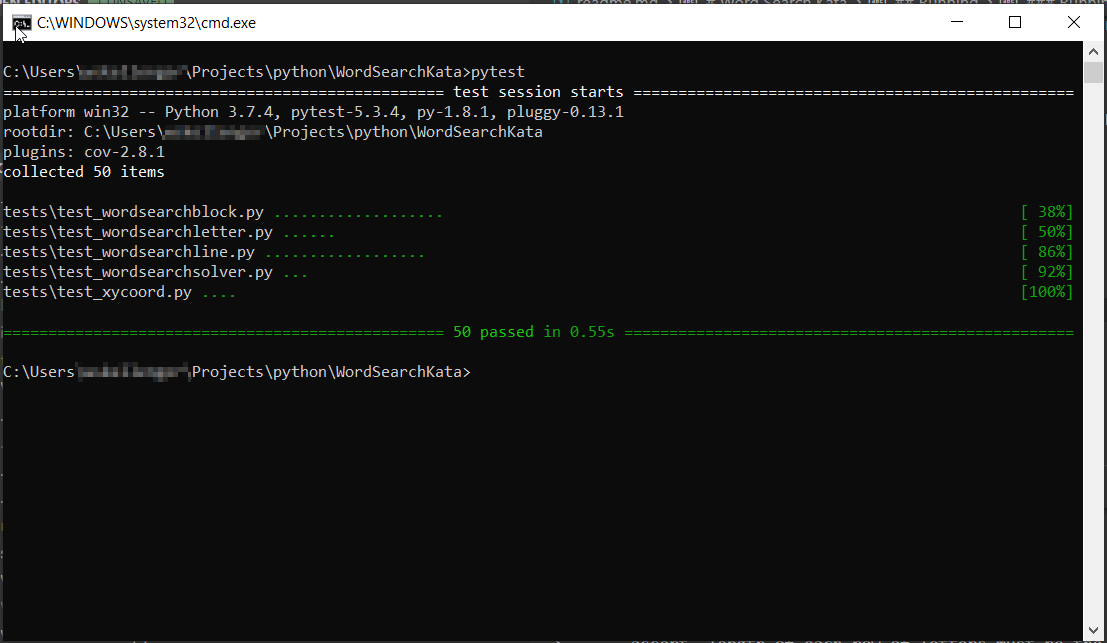 C:\WINDOWS\system32\cmd.exe
C:\Users\ \Projects\python\WordSearchKata>pytest
================================================= test session starts =================================================
platform win32 -- Python 3.7.4, pytest-5.3.4, py-1.8.1, pluggy-0.13.1
rootdir: C:\Users\ \Projects\python\WordSearchKata
plugins: cov-2.8.1
collected 50 items
tests\test_wordsearchblock.py ................... [ 38%]
tests\test_wordsearchletter.py ...... [ 50%]
tests\test_wordsearchline.py .................. [ 86%]
tests\test_wordsearchsolver.py ... [ 92%]
tests\test_xycoord.py .... [100%]
================================================= 50 passed in 0.55s ==================================================
C:\Users\ \Projects\python\WordSearchKata>